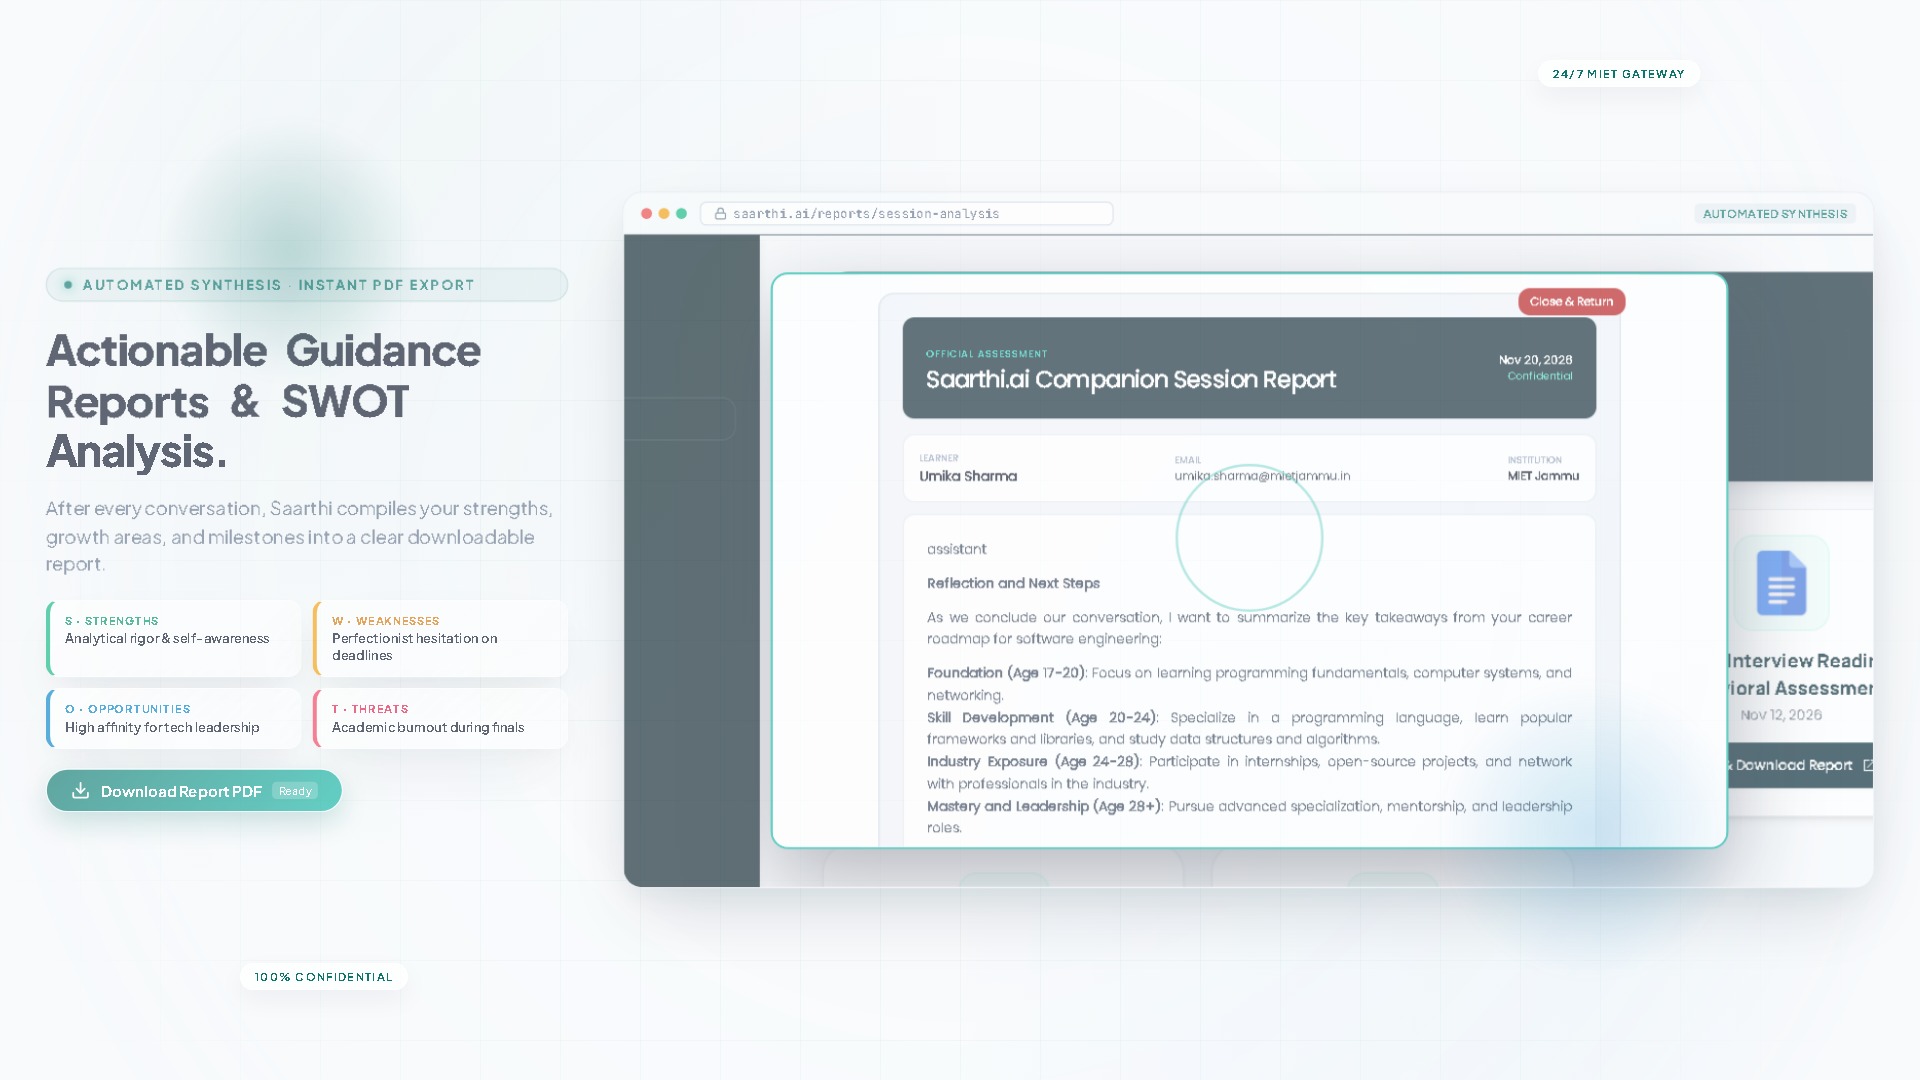 24/7 MIET GATEWAY
AUTOMATED SYNTHESIS · INSTANT PDF EXPORT
Actionable Guidance
Reports & SWOT
Analysis.
After every conversation, Saarthi compiles your strengths,
growth areas, and milestones into a clear downloadable
report.
S · STRENGTHS
Analytical rigor & self-awareness
W · WEAKNESSES
Perfectionist hesitation on
deadlines
O · OPPORTUNITIES
High affinity for tech leadership
T · THREATS
Academic burnout during finals
Download Report PDF Ready
100% CONFIDENTIAL
saarthi.ai/reports/session-analysis
AUTOMATED SYNTHESIS
Close & Return
OFFICIAL ASSESSMENT
Saarthi.ai Companion Session Report
Nov 20, 2026
Confidential
LEARNER
Umika Sharma
EMAIL
umika.sharma@mietjammu.in
INSTITUTION
MIET Jammu
assistant
Reflection and Next Steps
As we conclude our conversation, I want to summarize the key takeaways from your career
roadmap for software engineering:
Foundation (Age 17-20): Focus on learning programming fundamentals, computer systems, and
networking.
Skill Development (Age 20-24): Specialize in a programming language, learn popular
frameworks and libraries, and study data structures and algorithms.
Industry Exposure (Age 24-28): Participate in internships, open-source projects, and network
with professionals in the industry.
Mastery and Leadership (Age 28+): Pursue advanced specialization, mentorship, and leadership
roles.
Interview Readin
ioral Assessmen
Nov 12, 2026
& Download Report